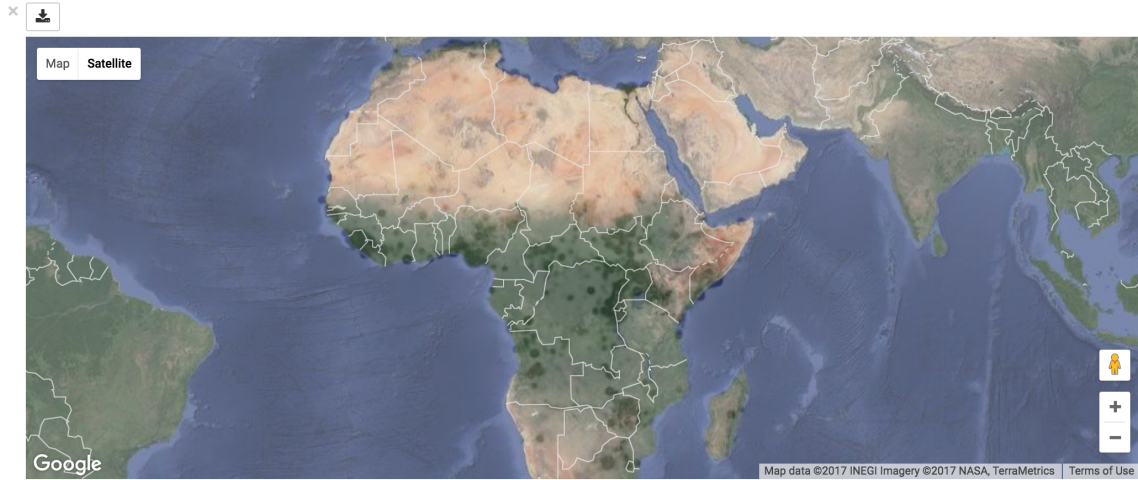 ×
Map Satellite
+
−
Google
Map data ©2017 INEGI Imagery ©2017 NASA, TerraMetrics Terms of Use